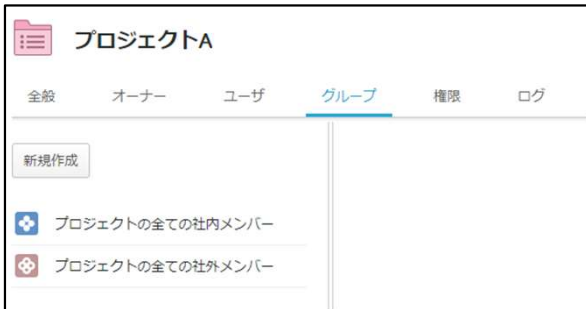 プロジェクトA
全般 オーナー ユーザ グループ 権限 ログ
新規作成
プロジェクトの全ての社内メンバー
プロジェクトの全ての社外メンバー